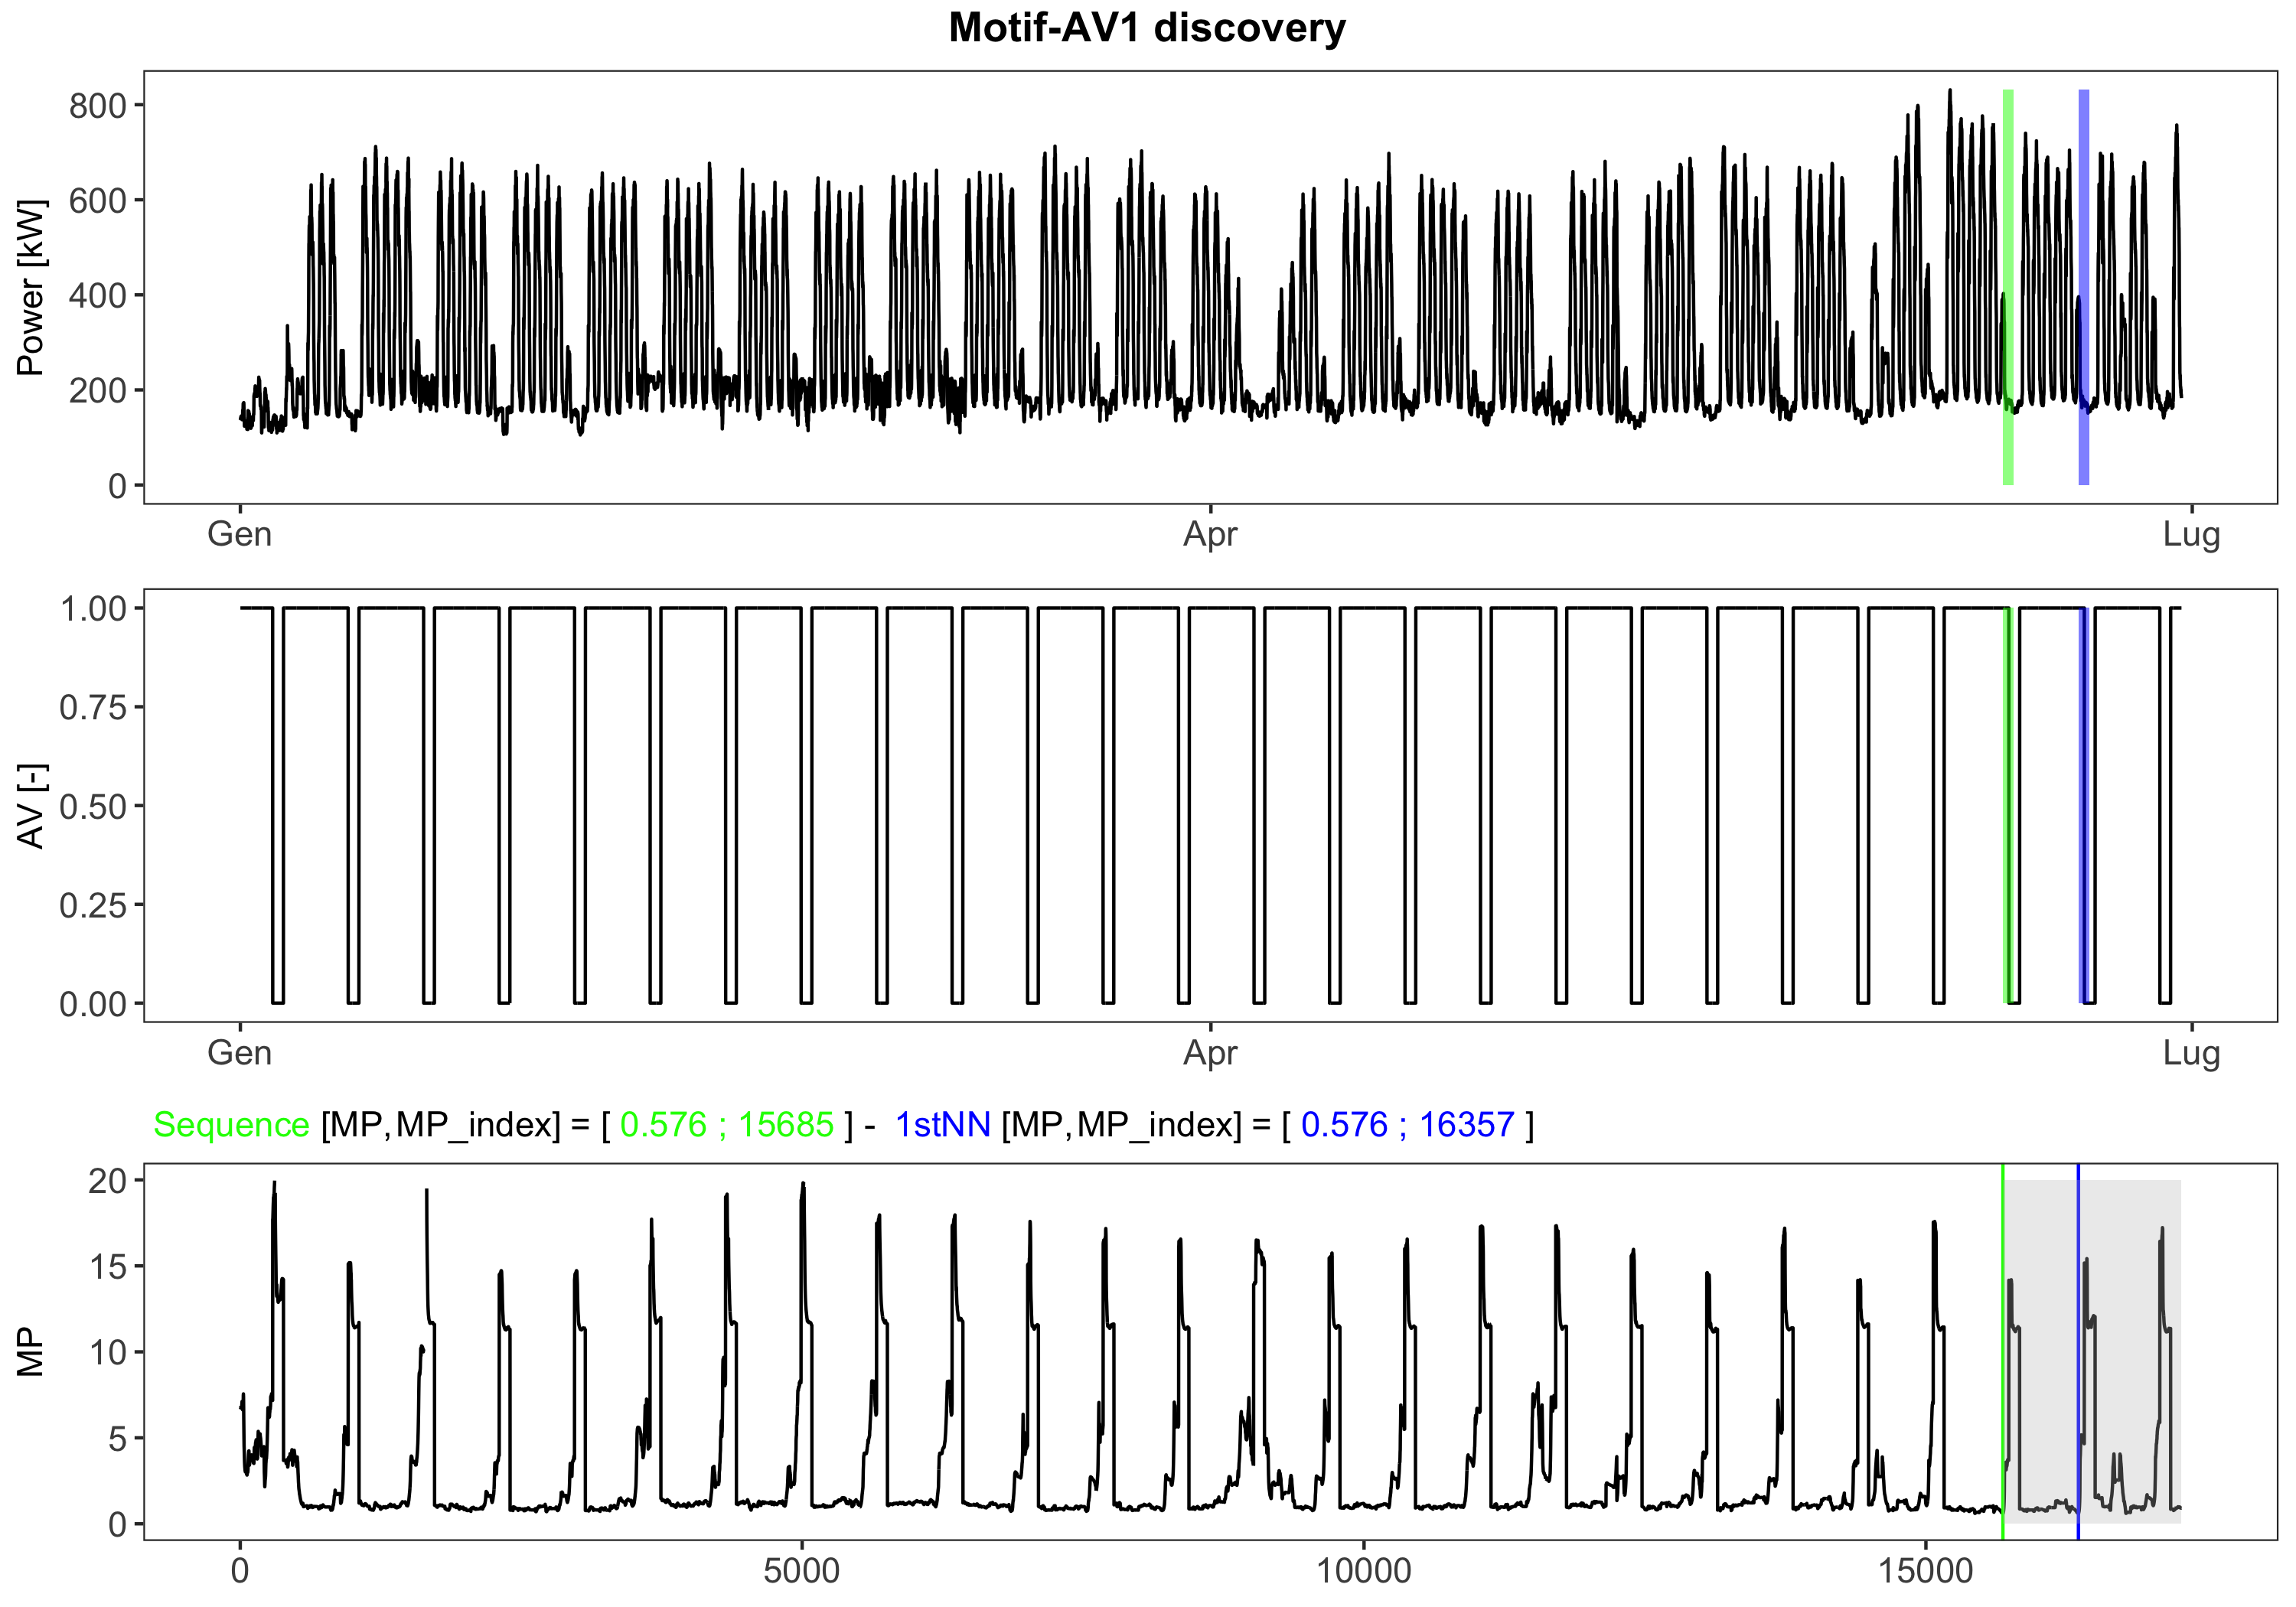 Motif-AV1 discovery
Power [kW]
800
600
400
200
0
Gen Apr Lug
AV [-]
1.00
0.75
0.50
0.25
0.00
Gen Apr Lug
Sequence [MP,MP_index] = [ 0.576 ; 15685 ] - 1stNN [MP,MP_index] = [ 0.576 ; 16357 ]
MP
20
15
10
5
0
0 5000 10000 15000